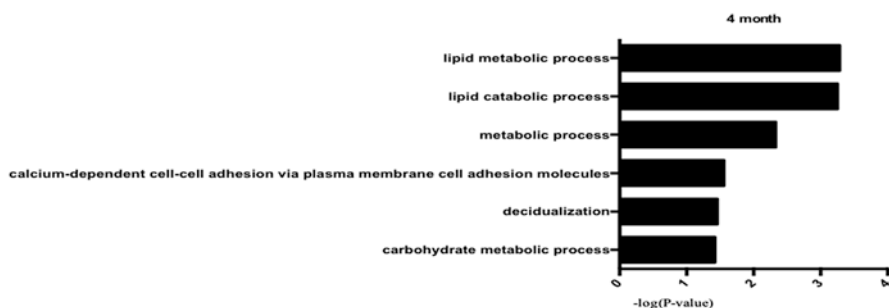 4 month
lipid metabolic process
lipid catabolic process
metabolic process
calcium-dependent cell-cell adhesion via plasma membrane cell adhesion molecules
decidualization
carbohydrate metabolic process
0 1 2 3 4
-log(P-value)